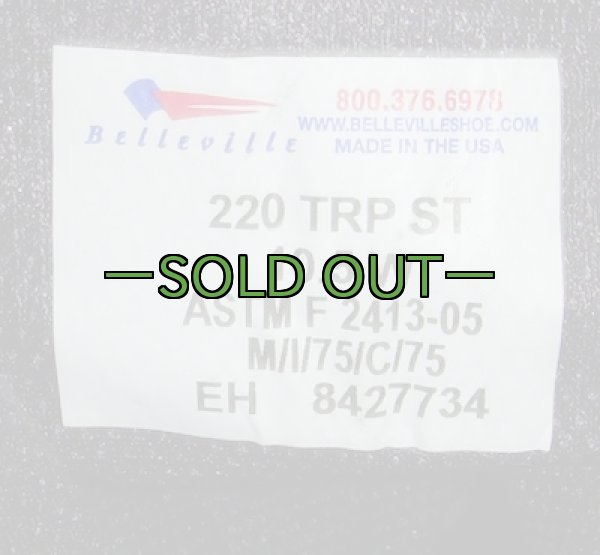 800.376.6978
Belleville
WWW.BELLEVILLESHOE.COM
MADE IN THE USA
220 TRP ST
—SOLD OUT—
ASTM F 2413-05
M/I/75/C/75
EH 8427734